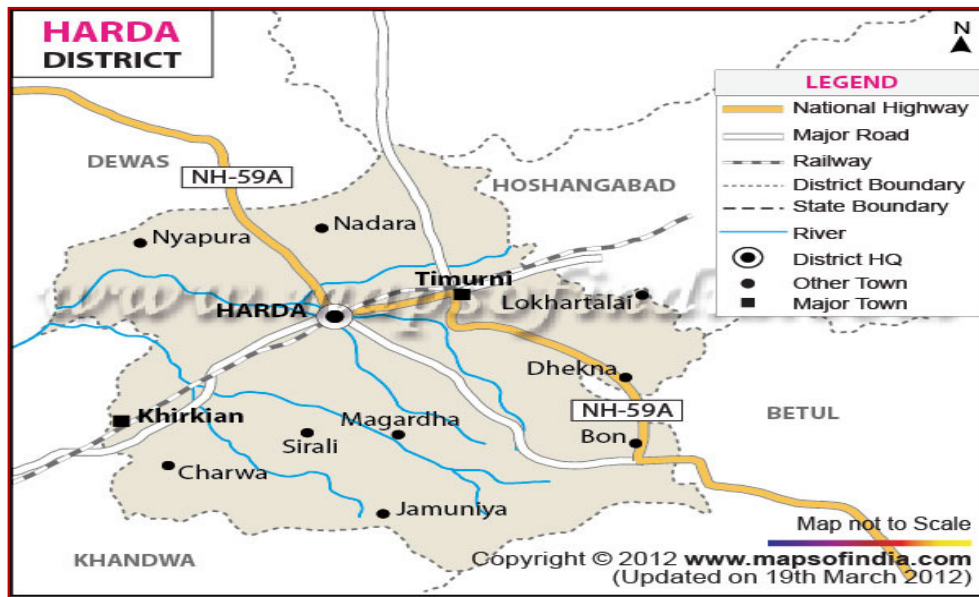 HARDA
DISTRICT
N
LEGEND
National Highway
Major Road
Railway
District Boundary
State Boundary
River
District HQ
Other Town
Major Town
DEWAS
NH-59A
HOSHANGABAD
Nyapura
Nadara
Timurni
Lokhartalai
www.mapsofindia
HARDA
Dhekna
NH-59A
BETUL
Khirkian
Magardha
Sirali
Bon
Charwa
Jamuniya
Map not to Scale
KHANDWA
Copyright © 2012 www.mapsofindia.com
(Updated on 19th March 2012)